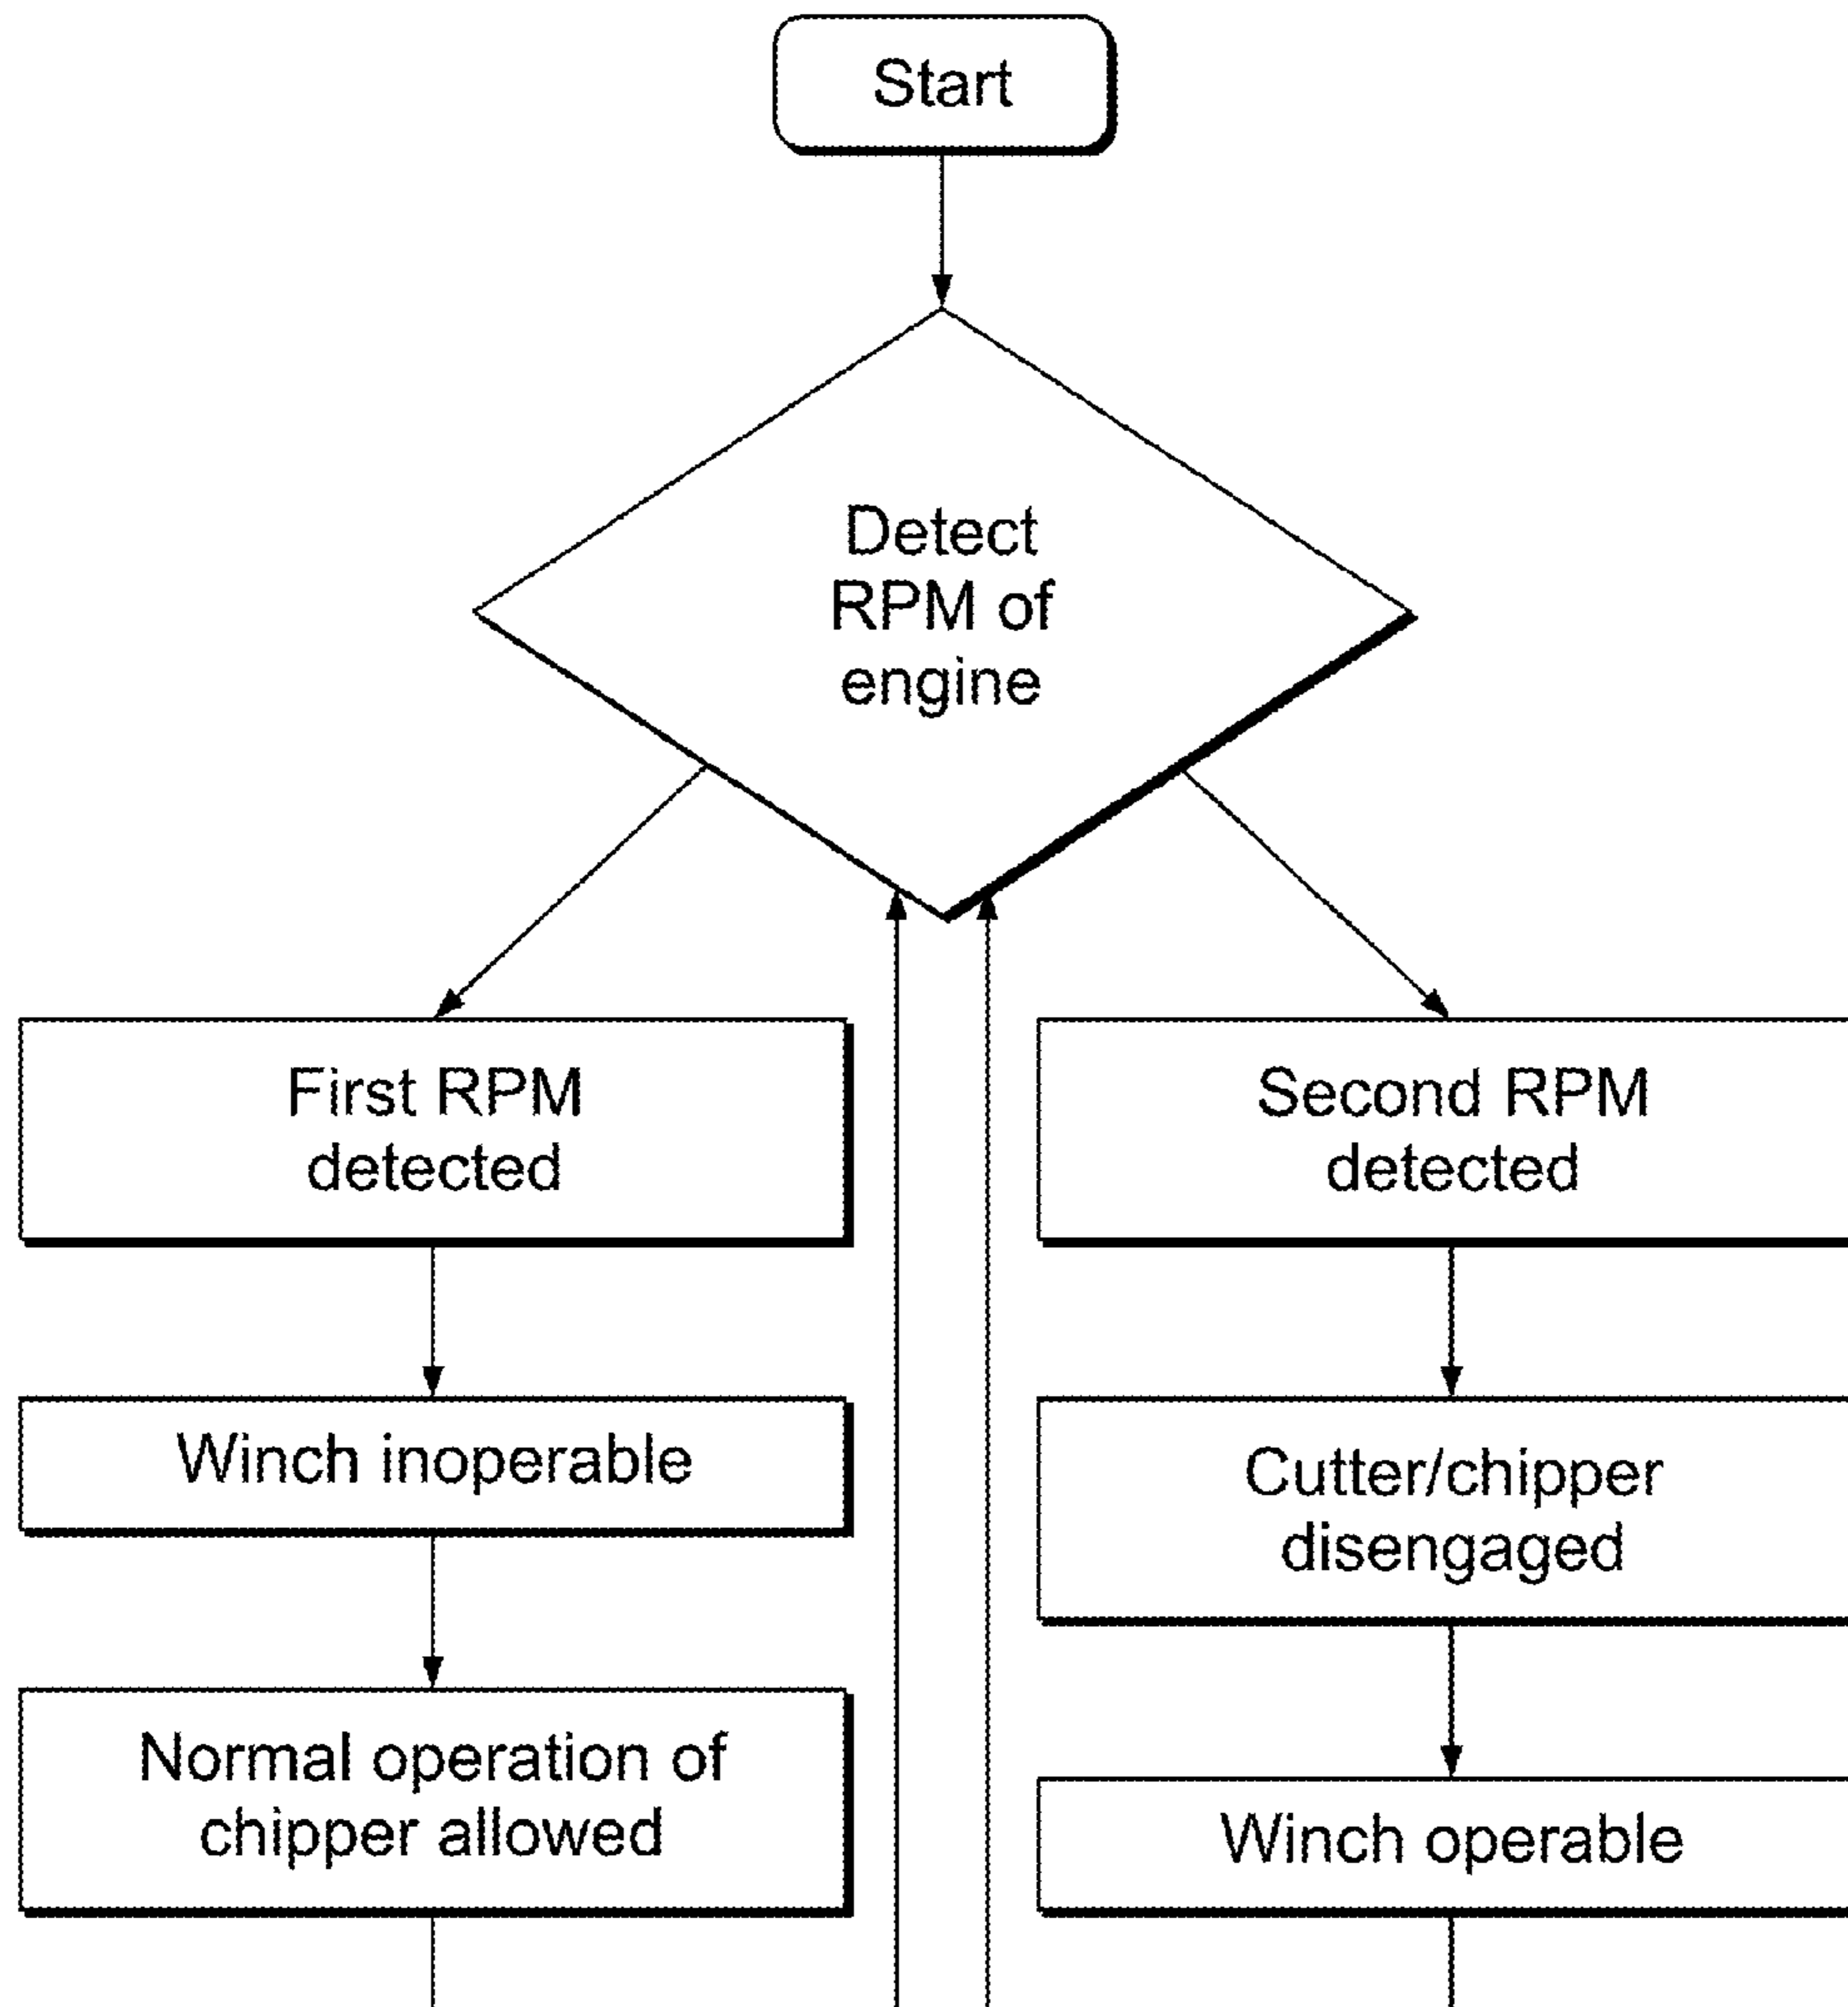 Start
Detect
RPM of
engine
First RPM
detected
Winch inoperable
Normal operation of
chipper allowed
Second RPM
detected
Cutter/chipper
disengaged
Winch operable